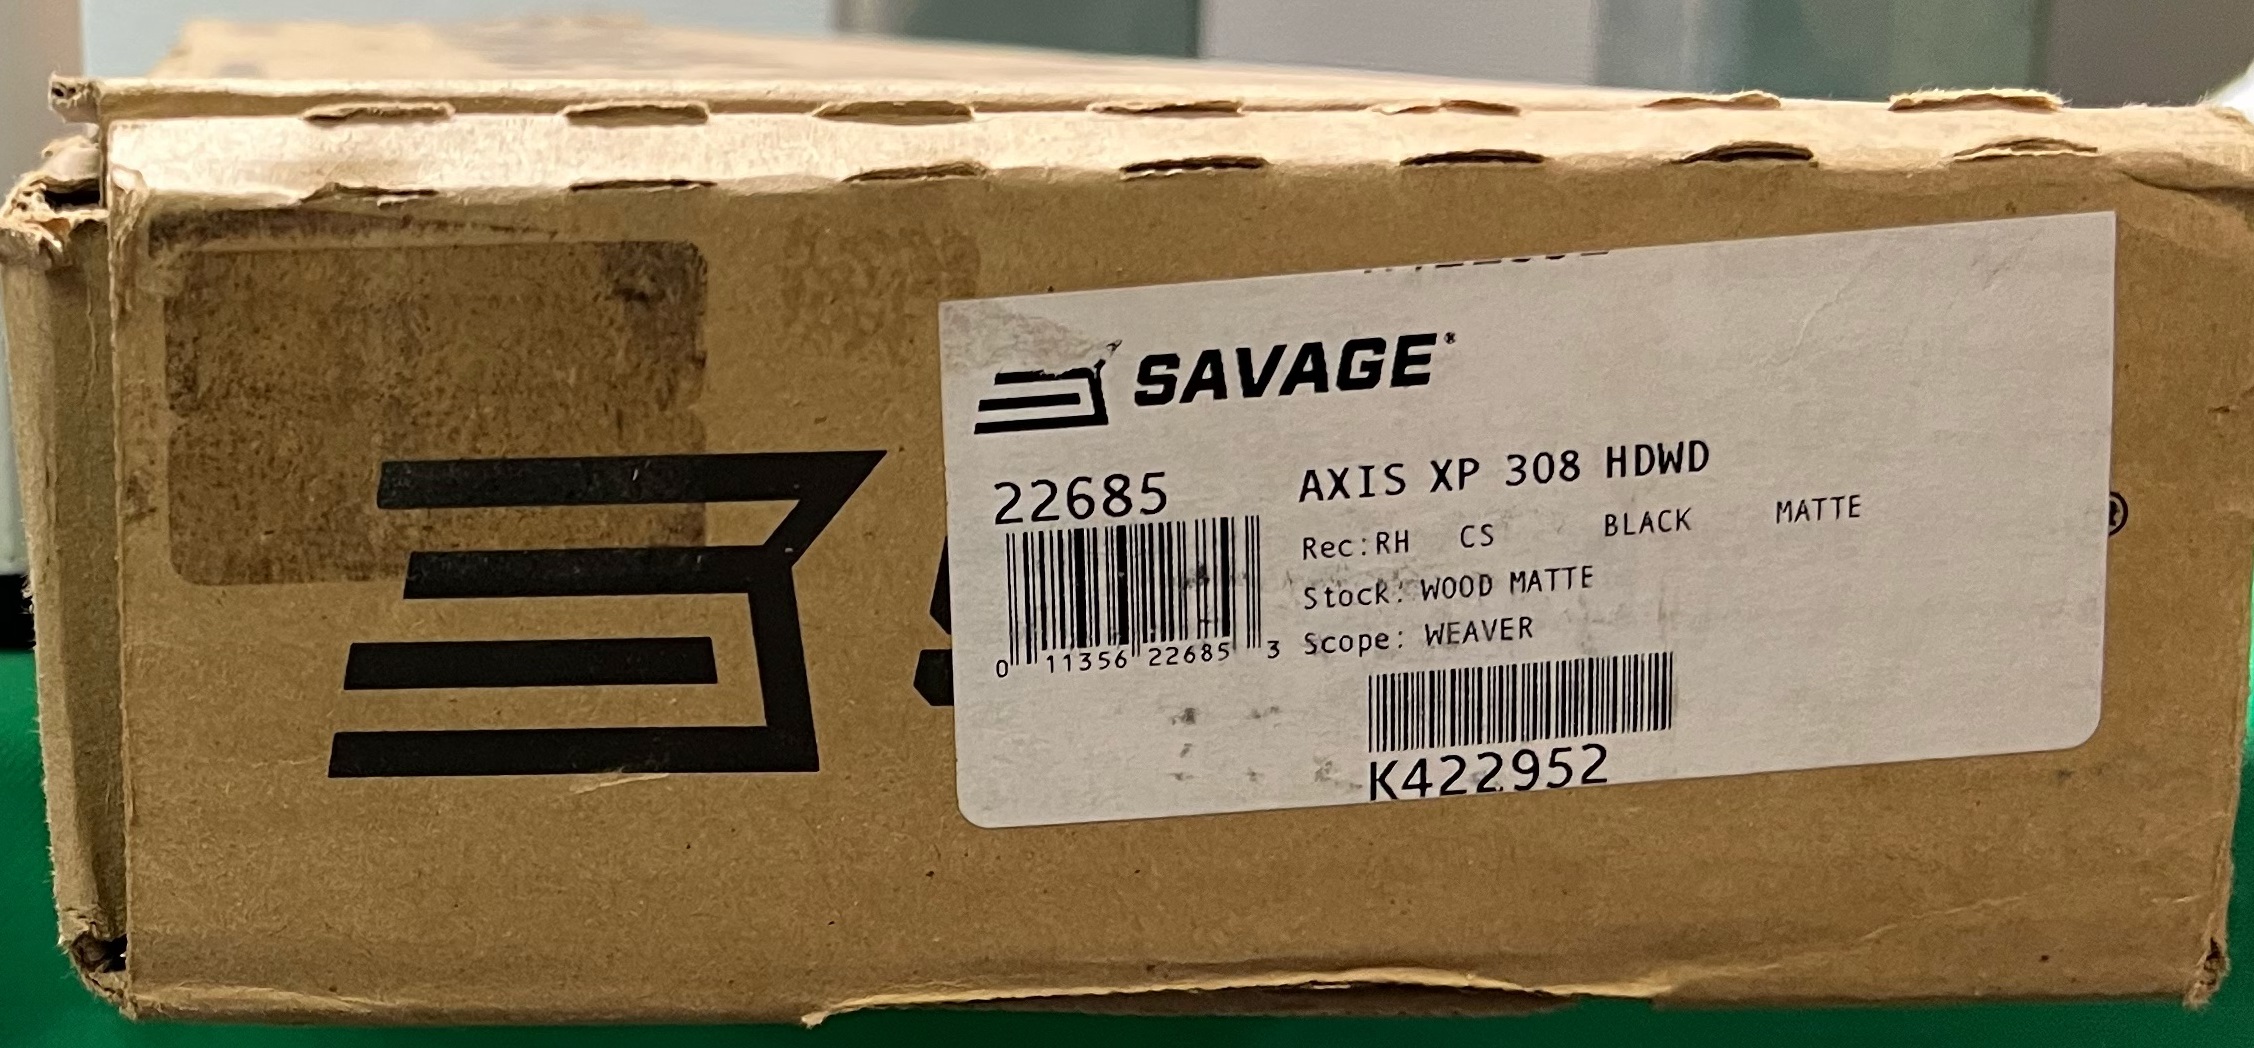 SAVAGE®
22685
AXIS XP 308 HDWD
Rec:RH CS BLACK MATTE
Stock: WOOD MATTE
Scope: WEAVER
0 11356 22685 3
K422952
®